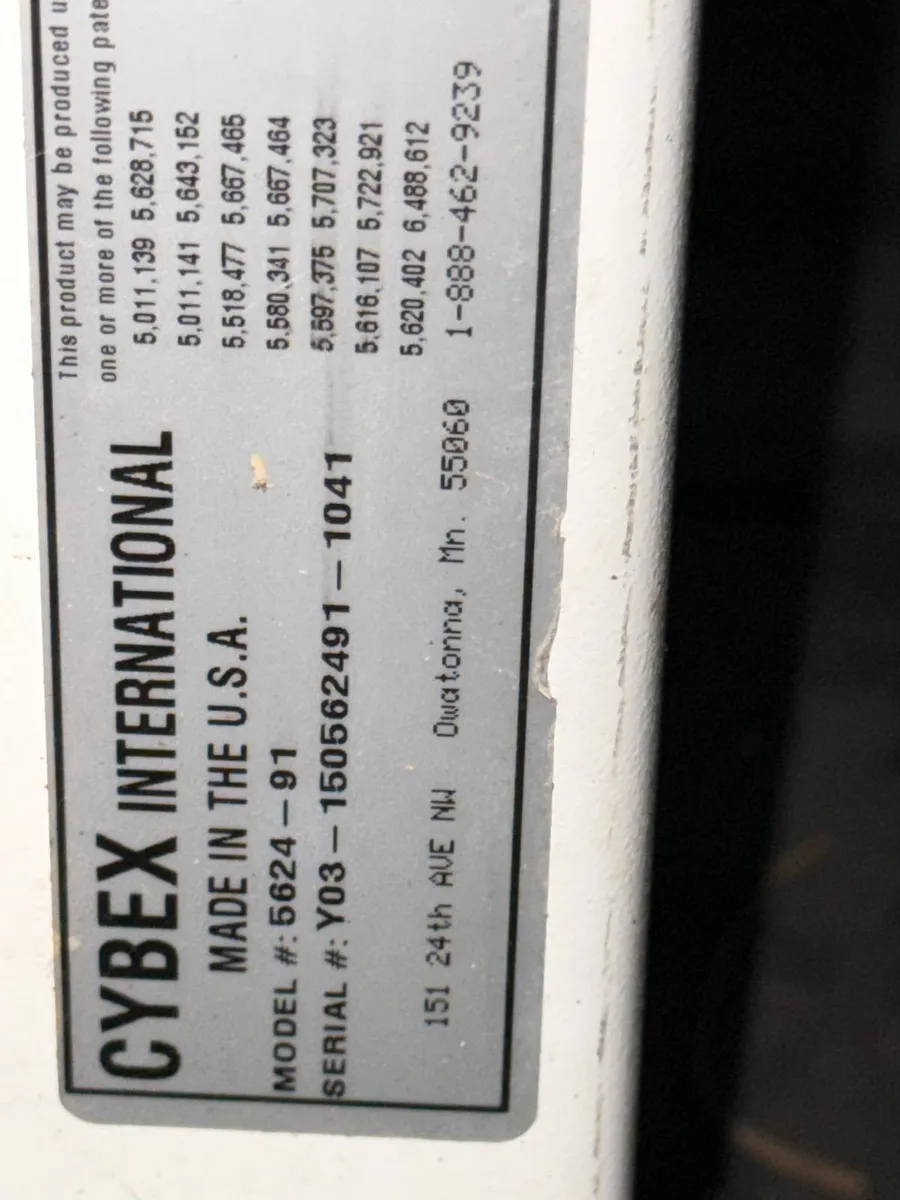 CYBEX INTERNATIONAL
MADE IN THE U.S.A.
MODEL #: 5624-91
SERIAL #: Y03-150562491-1041
This product may be produced u
one or more of the following pate
5,011,139 5,628,715
5,011,141 5,643,152
5,518,477 5,667,465
5,580,341 5,667,464
5,597,375 5,707,323
5,616,107 5,722,921
5,620,402 6,488,612
151 24th AVE NW Owatonna, Mn. 55060 1-888-462-9239